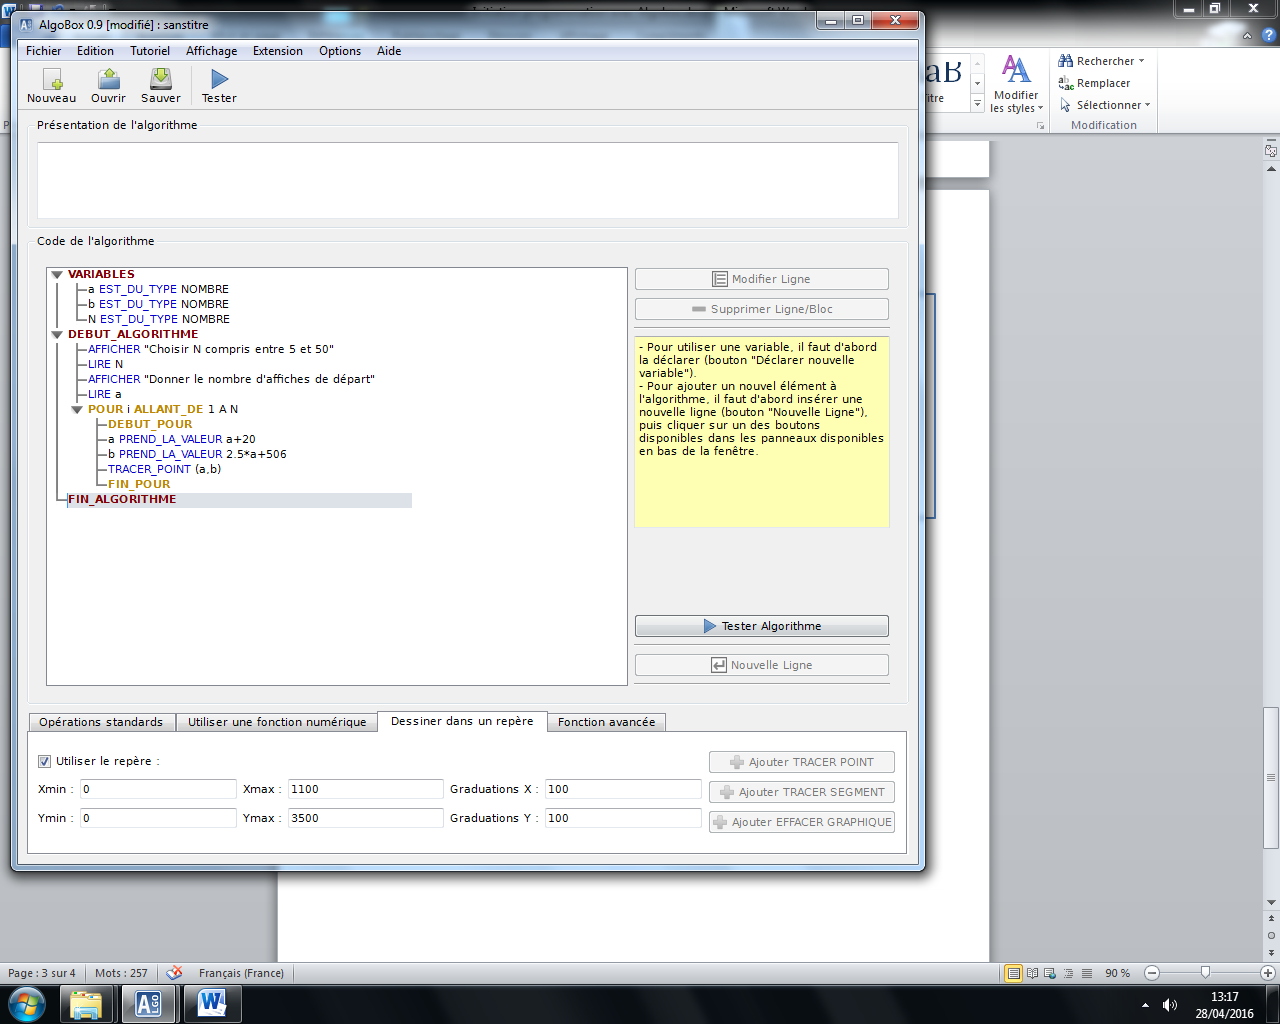 AlgoBox 0.9 [modifié] : sanstitre
Fichier Edition Tutoriel Affichage Extension Options Aide
Nouveau Ouvrir Sauver Tester
Présentation de l'algorithme
Code de l'algorithme
VARIABLES
a EST_DU_TYPE NOMBRE
b EST_DU_TYPE NOMBRE
N EST_DU_TYPE NOMBRE
DEBUT_ALGORITHME
AFFICHER "Choisir N compris entre 5 et 50"
LIRE N
AFFICHER "Donner le nombre d'affiches de départ"
LIRE a
POUR i ALLANT_DE 1 A N
DEBUT_POUR
a PREND_LA_VALEUR a+20
b PREND_LA_VALEUR 2.5*a+506
TRACER_POINT (a,b)
FIN_POUR
FIN_ALGORITHME
Modifier Ligne
Supprimer Ligne/Bloc
- Pour utiliser une variable, il faut d'abord
la déclarer (bouton "Déclarer nouvelle
variable").
- Pour ajouter un nouvel élément à
l'algorithme, il faut d'abord insérer une
nouvelle ligne (bouton "Nouvelle Ligne"),
puis cliquer sur un des boutons
disponibles dans les panneaux disponibles
en bas de la fenêtre.
Tester Algorithme
Nouvelle Ligne
Opérations standards Utiliser une fonction numérique Dessiner dans un repère Fonction avancée
Utiliser le repère :
Xmin : 0 Xmax : 1100 Graduations X : 100
Ymin : 0 Ymax : 3500 Graduations Y : 100
Ajouter TRACER POINT
Ajouter TRACER SEGMENT
Ajouter EFFACER GRAPHIQUE
Modifier
les styles
Rechercher
Remplacer
Sélectionner
Modification
Page : 3 sur 4 Mots : 257 Français (France) 90 %
13:17
28/04/2016